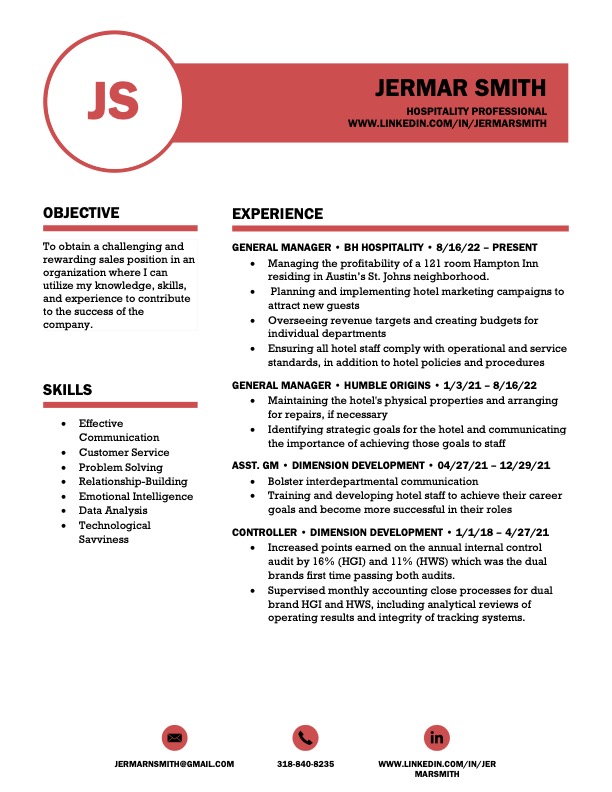 JS
JERMAR SMITH
HOSPITALITY PROFESSIONAL
WWW.LINKEDIN.COM/IN/JERMARSMITH
OBJECTIVE
To obtain a challenging and
rewarding sales position in an
organization where I can
utilize my knowledge, skills,
and experience to contribute
to the success of the
company.
SKILLS
• Effective
Communication
• Customer Service
• Problem Solving
• Relationship-Building
• Emotional Intelligence
• Data Analysis
• Technological
Savviness
EXPERIENCE
GENERAL MANAGER • BH HOSPITALITY • 8/16/22 – PRESENT
• Managing the profitability of a 121 room Hampton Inn
residing in Austin's St. Johns neighborhood.
• Planning and implementing hotel marketing campaigns to
attract new guests
• Overseeing revenue targets and creating budgets for
individual departments
• Ensuring all hotel staff comply with operational and service
standards, in addition to hotel policies and procedures
GENERAL MANAGER • HUMBLE ORIGINS • 1/3/21 – 8/16/22
• Maintaining the hotel's physical properties and arranging
for repairs, if necessary
• Identifying strategic goals for the hotel and communicating
the importance of achieving those goals to staff
ASST. GM • DIMENSION DEVELOPMENT • 04/27/21 – 12/29/21
• Bolster interdepartmental communication
• Training and developing hotel staff to achieve their career
goals and become more successful in their roles
CONTROLLER • DIMENSION DEVELOPMENT • 1/1/18 – 4/27/21
• Increased points earned on the annual internal control
audit by 16% (HGI) and 11% (HWS) which was the dual
brands first time passing both audits.
• Supervised monthly accounting close processes for dual
brand HGI and HWS, including analytical reviews of
operating results and integrity of tracking systems.
JERMARNSMITH@GMAIL.COM
318-840-8235
in
WWW.LINKEDIN.COM/IN/JER
MARSMITH